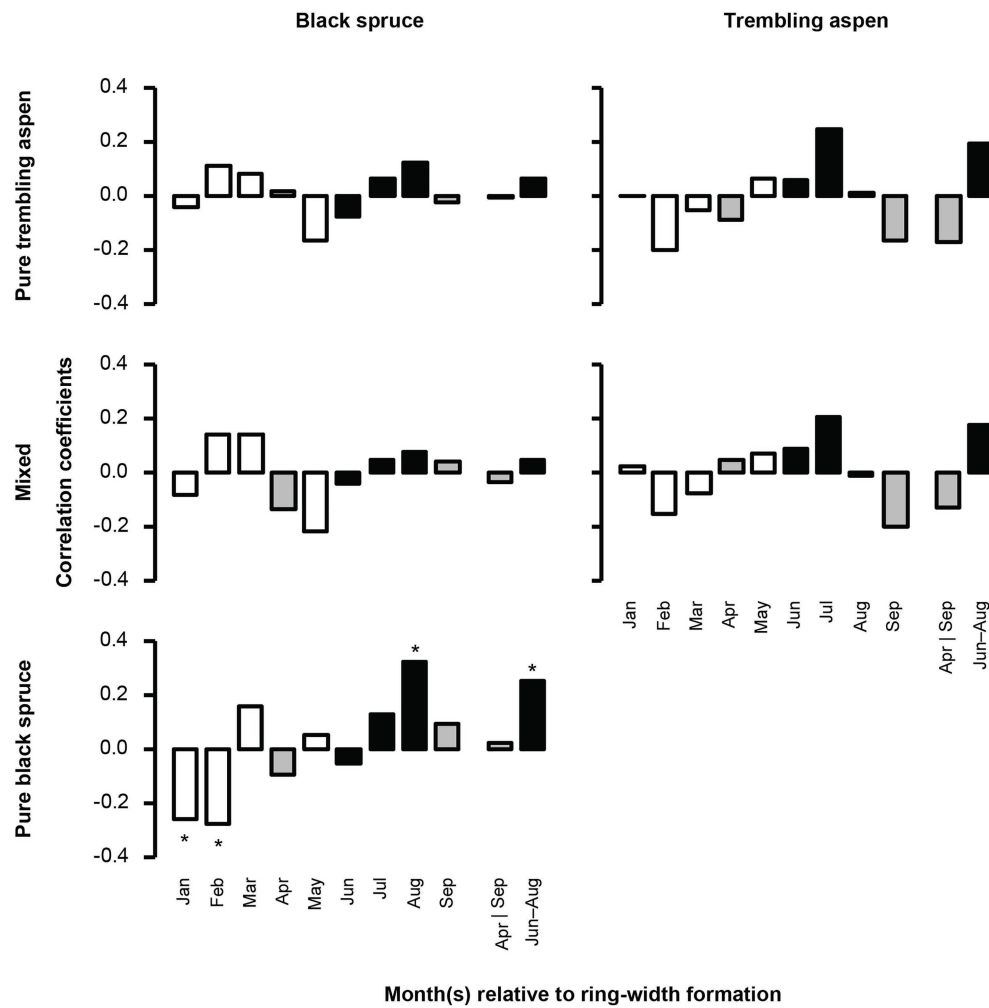 Black spruce
Trembling aspen
Pure trembling aspen
0.4
0.2
0.0
-0.2
-0.4
Mixed
Correlation coefficients
0.4
0.2
0.0
-0.2
-0.4
Jan
Feb
Mar
Apr
May
Jun
Jul
Aug
Sep
Apr | Sep
Jun–Aug
Pure black spruce
0.4
0.2
0.0
-0.2
-0.4
*
*
*
*
Jan
Feb
Mar
Apr
May
Jun
Jul
Aug
Sep
Apr | Sep
Jun–Aug
Month(s) relative to ring-width formation